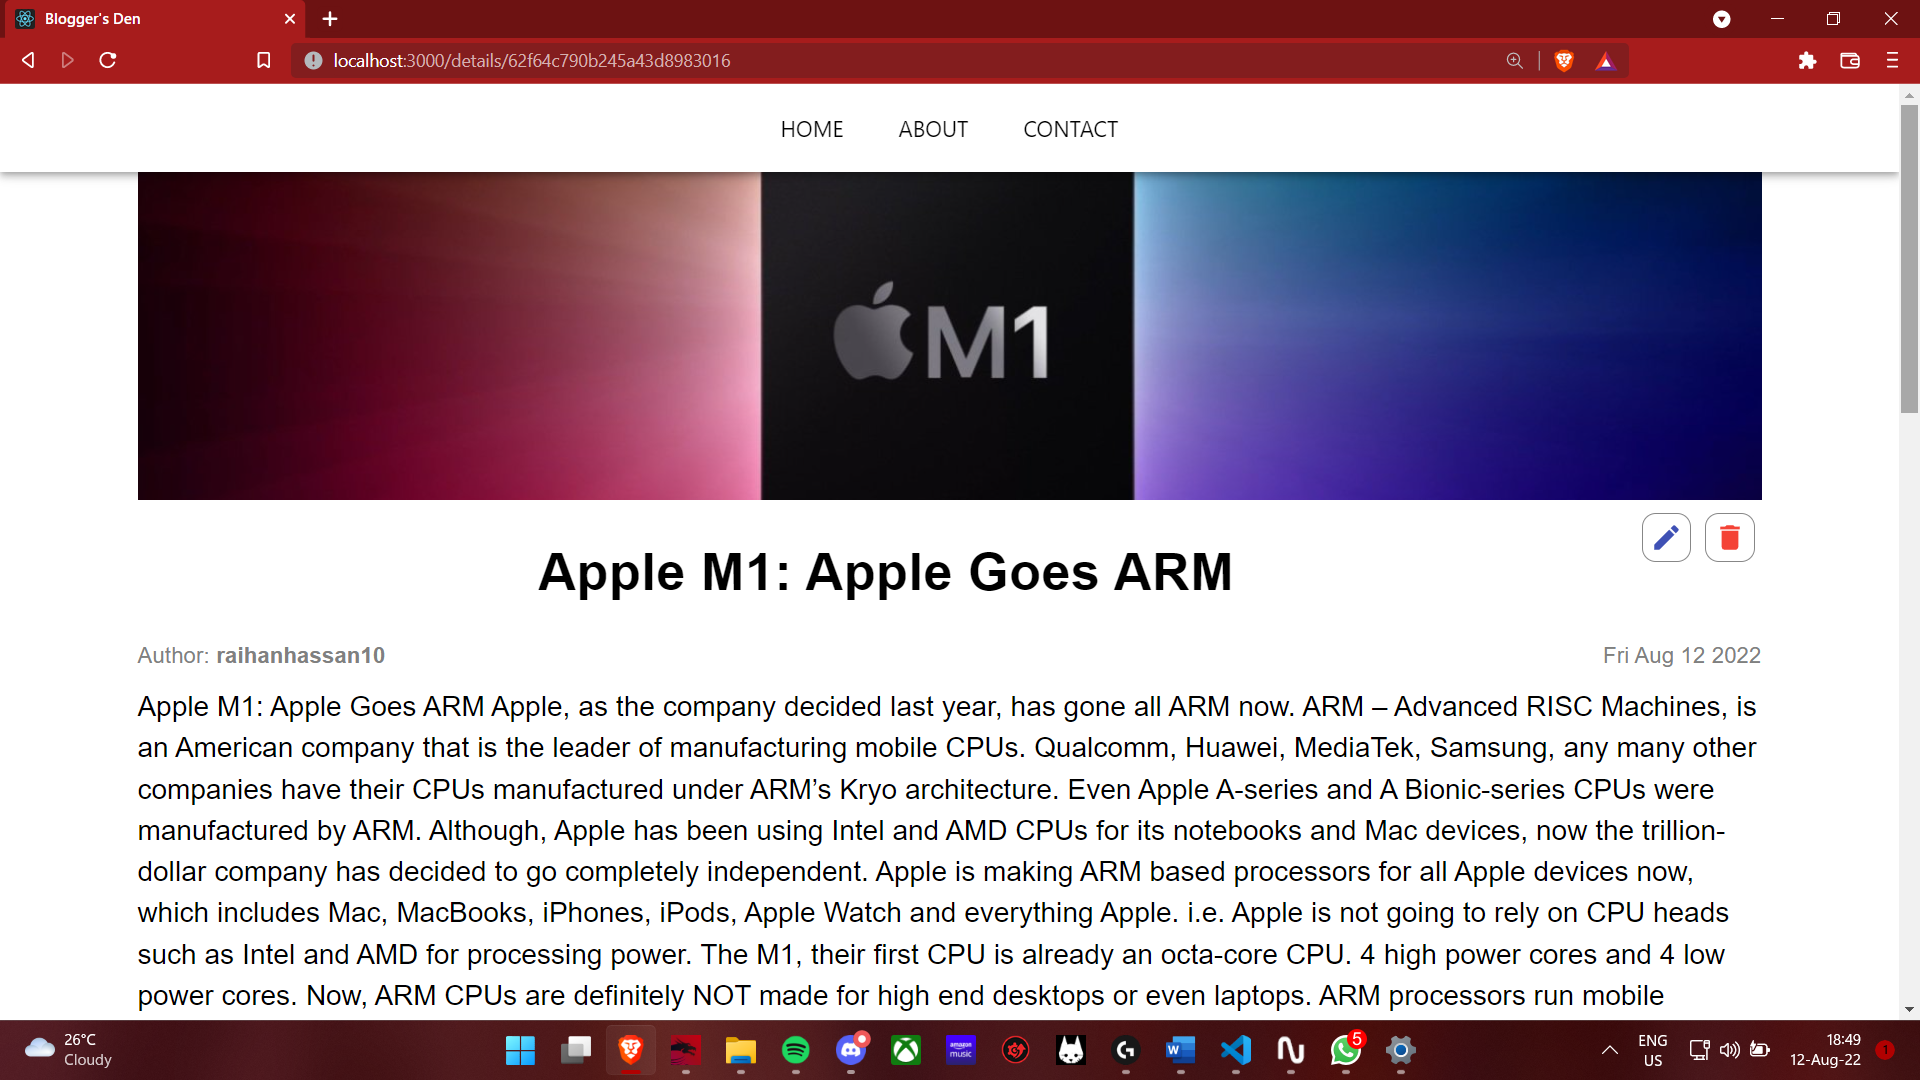 Blogger's Den
localhost:3000/details/62f64c790b245a43d8983016
HOME ABOUT CONTACT
M1
Apple M1: Apple Goes ARM
Author: raihanhassan10
Fri Aug 12 2022
Apple M1: Apple Goes ARM Apple, as the company decided last year, has gone all ARM now. ARM – Advanced RISC Machines, is
an American company that is the leader of manufacturing mobile CPUs. Qualcomm, Huawei, MediaTek, Samsung, any many other
companies have their CPUs manufactured under ARM’s Kryo architecture. Even Apple A-series and A Bionic-series CPUs were
manufactured by ARM. Although, Apple has been using Intel and AMD CPUs for its notebooks and Mac devices, now the trillion-
dollar company has decided to go completely independent. Apple is making ARM based processors for all Apple devices now,
which includes Mac, MacBooks, iPhones, iPods, Apple Watch and everything Apple. i.e. Apple is not going to rely on CPU heads
such as Intel and AMD for processing power. The M1, their first CPU is already an octa-core CPU. 4 high power cores and 4 low
power cores. Now, ARM CPUs are definitely NOT made for high end desktops or even laptops. ARM processors run mobile
26°C
Cloudy
amazon
music
W
5
ENG
US
18:49
12-Aug-22
1